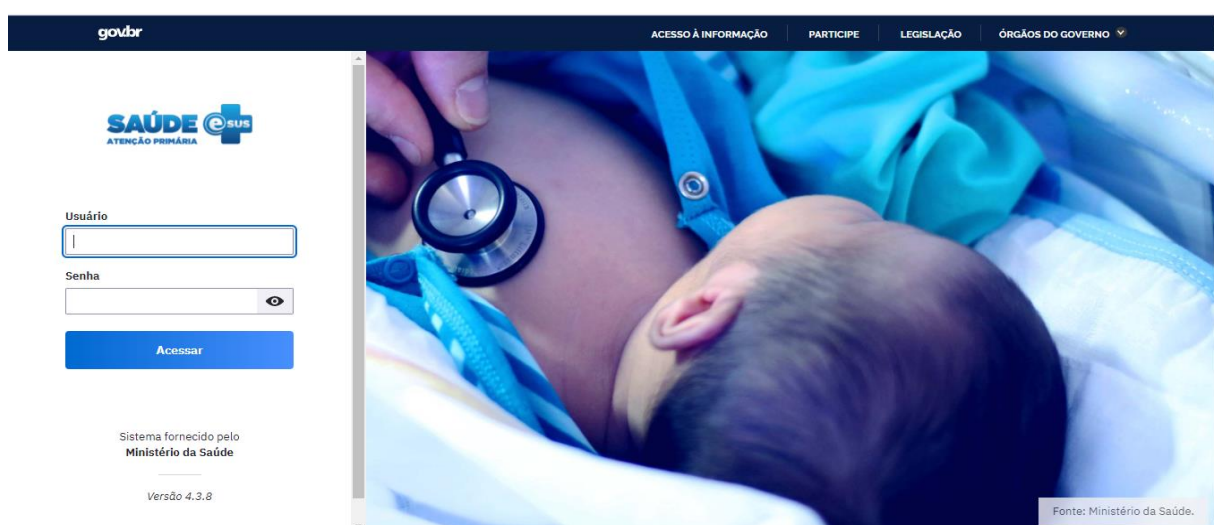 gov.br
ACESSO À INFORMAÇÃO PARTICIPE LEGISLAÇÃO ÓRGÃOS DO GOVERNO
SAÚDE e SUS
ATENÇÃO PRIMÁRIA
Usuário
Senha
Acessar
Sistema fornecido pelo
Ministério da Saúde
Versão 4.3.8
Fonte: Ministério da Saúde.